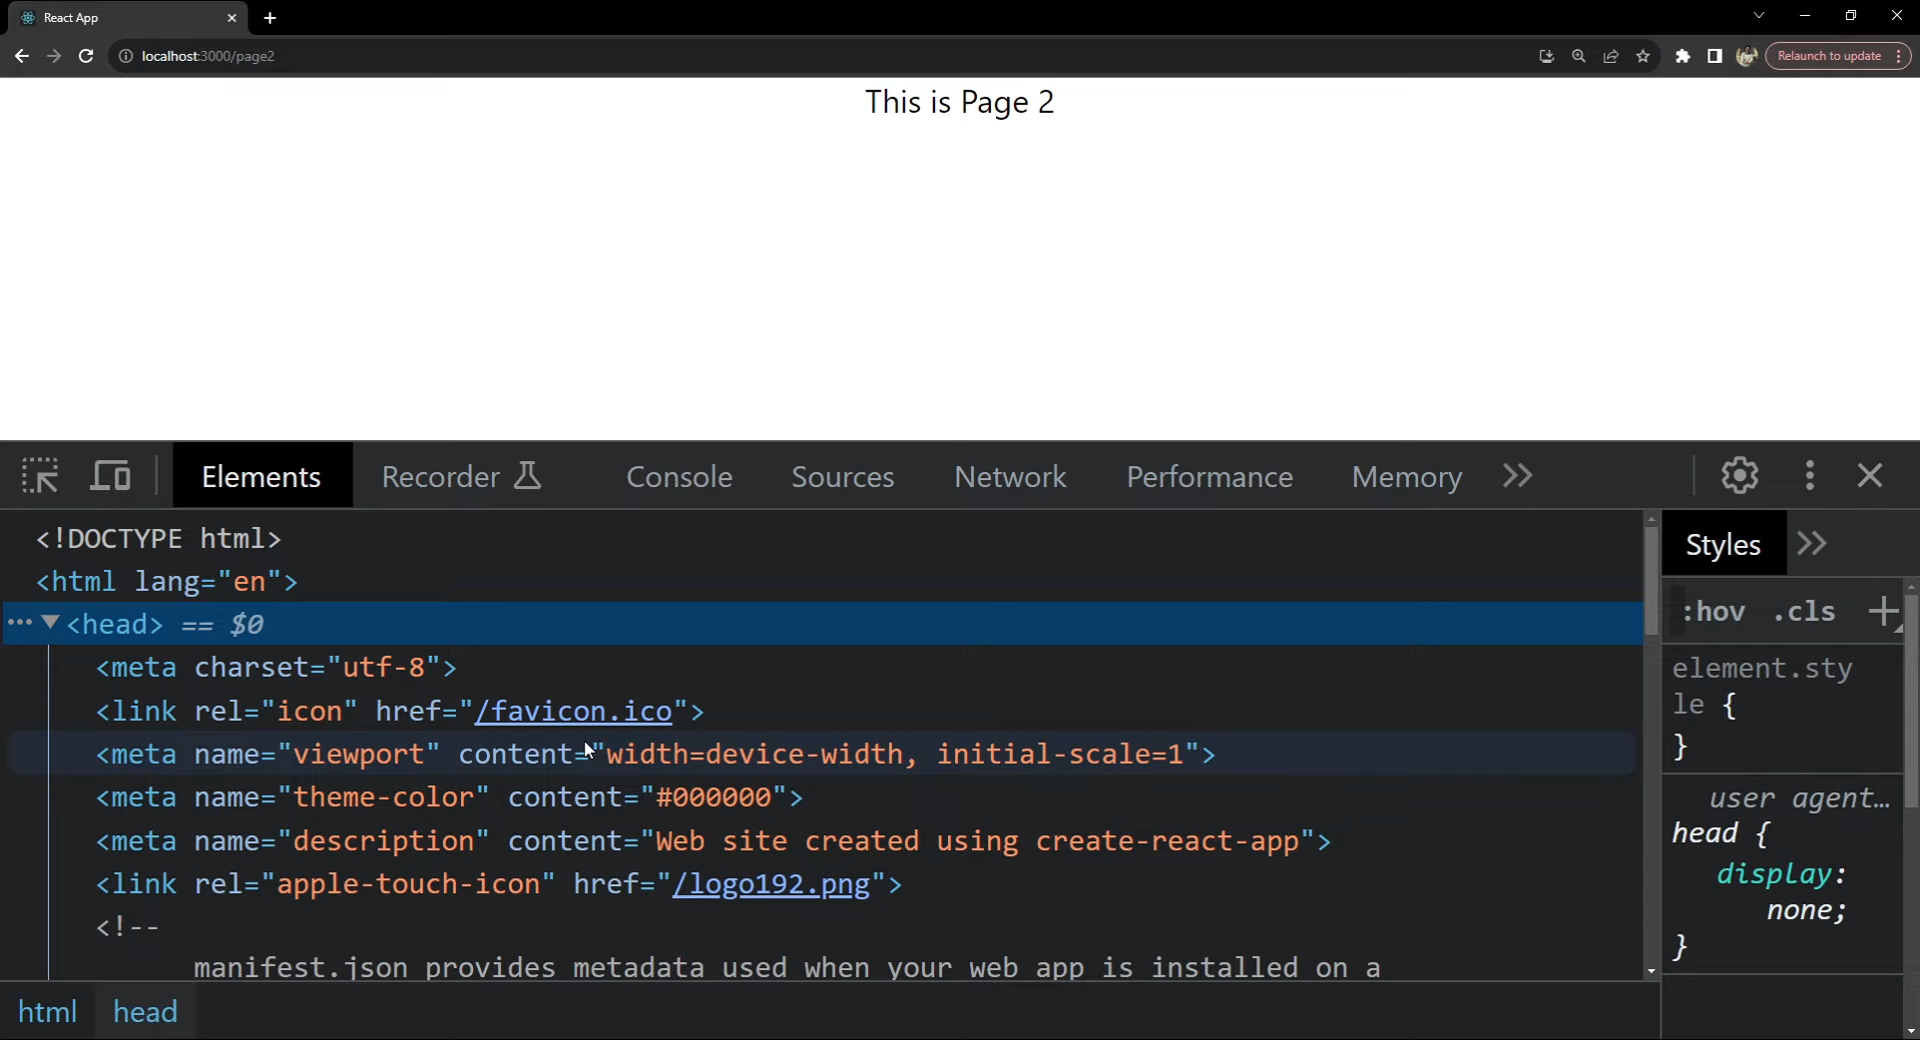 React App
localhost:3000/page2
Relaunch to update
This is Page 2
Elements Recorder Console Sources Network Performance Memory
<!DOCTYPE html>
<html lang="en">
<head> == $0
<meta charset="utf-8">
<link rel="icon" href="/favicon.ico">
<meta name="viewport" content="width=device-width, initial-scale=1">
<meta name="theme-color" content="#000000">
<meta name="description" content="Web site created using create-react-app">
<link rel="apple-touch-icon" href="/logo192.png">
<!--
manifest.json provides metadata used when your web app is installed on a
html head
Styles
:hov .cls
element.sty
le {
}
user agent…
head {
display:
none;
}